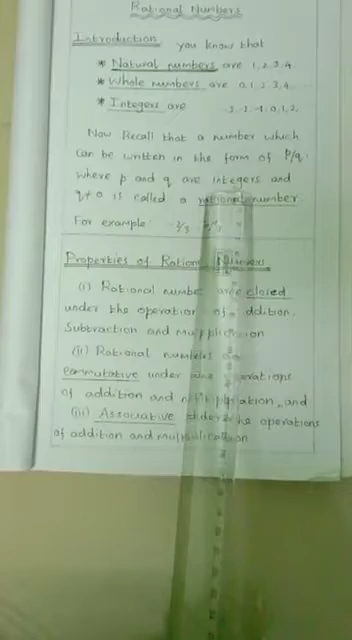 Rational Numbers
Introduction you know that
* Natural numbers are 1, 2, 3, 4
* Whole numbers are 0, 1, 2, 3, 4
* Integers are -1, 0, 1, 2
Now Recall that a number which
can be written in the form of p/q,
where p and q are integers and
q≠0 is called a rational number
For example
Properties of Rational Numbers
(i) Rational number are closed
under the operation of addition,
Subtraction and multiplication
(ii) Rational numbers are
commutative under the operations
of addition and multiplication, and
(iii) Associative under the operations
of addition and multiplication